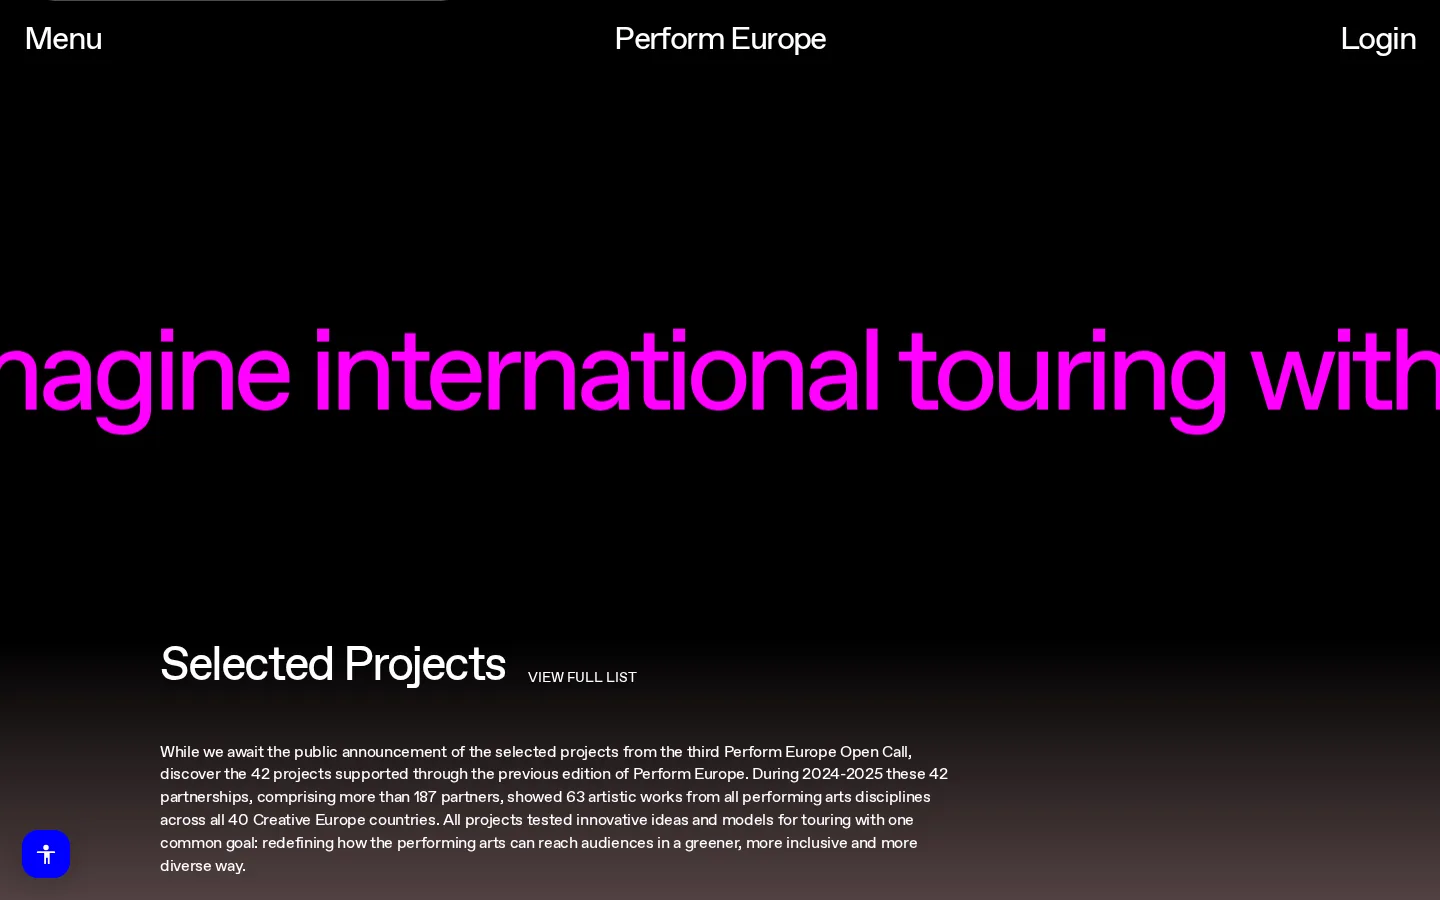 Menu
Perform Europe
Login
magine international touring with
Selected Projects
VIEW FULL LIST
While we await the public announcement of the selected projects from the third Perform Europe Open Call,
discover the 42 projects supported through the previous edition of Perform Europe. During 2024-2025 these 42
partnerships, comprising more than 187 partners, showed 63 artistic works from all performing arts disciplines
across all 40 Creative Europe countries. All projects tested innovative ideas and models for touring with one
common goal: redefining how the performing arts can reach audiences in a greener, more inclusive and more
diverse way.